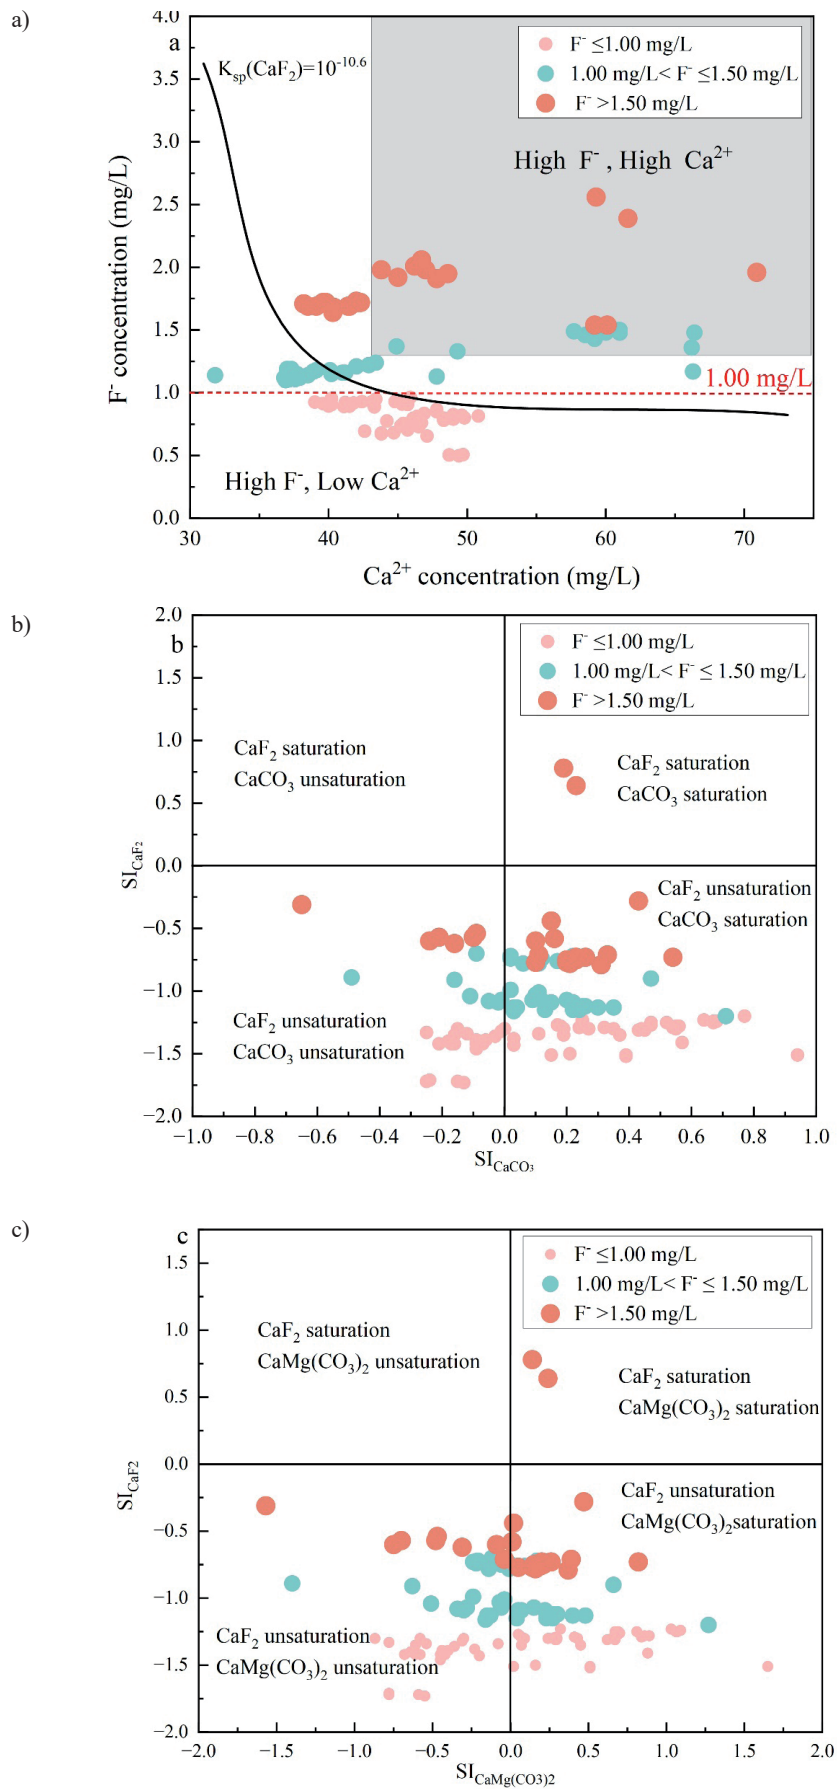 a)
a
K_sp(CaF₂)=10^-10.6
F⁻ ≤1.00 mg/L
1.00 mg/L< F⁻ ≤1.50 mg/L
F⁻ >1.50 mg/L
High F⁻ , High Ca²⁺
1.00 mg/L
High F⁻, Low Ca²⁺
4.0
3.5
3.0
2.5
2.0
1.5
1.0
0.5
0.0
F⁻ concentration (mg/L)
30 40 50 60 70
Ca²⁺ concentration (mg/L)
b)
b
F⁻ ≤1.00 mg/L
1.00 mg/L< F⁻ ≤ 1.50 mg/L
F⁻ >1.50 mg/L
CaF₂ saturation
CaCO₃ unsaturation
CaF₂ saturation
CaCO₃ saturation
CaF₂ unsaturation
CaCO₃ saturation
CaF₂ unsaturation
CaCO₃ unsaturation
2.0
1.5
1.0
0.5
0.0
−0.5
−1.0
−1.5
−2.0
SI_CaF₂
−1.0 −0.8 −0.6 −0.4 −0.2 0.0 0.2 0.4 0.6 0.8 1.0
SI_CaCO₃
c)
c
F⁻ ≤1.00 mg/L
1.00 mg/L< F⁻ ≤ 1.50 mg/L
F⁻ >1.50 mg/L
CaF₂ saturation
CaMg(CO₃)₂ unsaturation
CaF₂ saturation
CaMg(CO₃)₂ saturation
CaF₂ unsaturation
CaMg(CO₃)₂saturation
CaF₂ unsaturation
CaMg(CO₃)₂ unsaturation
1.5
1.0
0.5
0.0
−0.5
−1.0
−1.5
−2.0
SI_CaF2
−2.0 −1.5 −1.0 −0.5 0.0 0.5 1.0 1.5 2.0
SI_CaMg(CO3)2